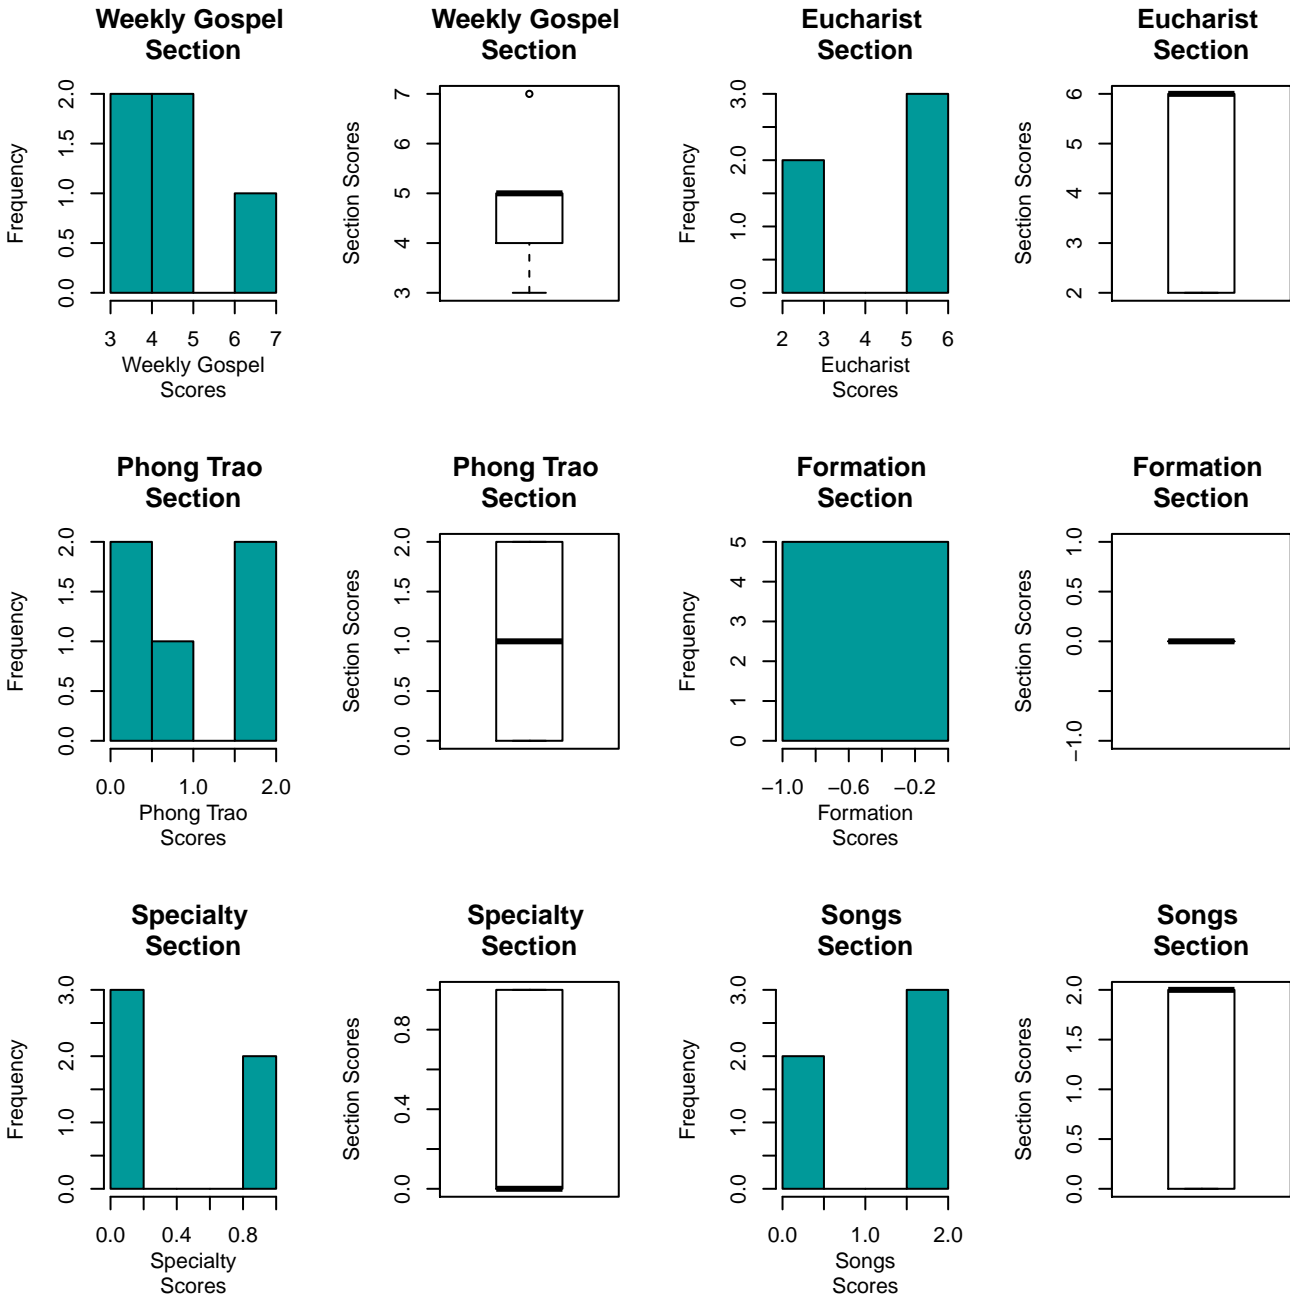 Weekly Gospel
Section
Frequency
0.0 0.5 1.0 1.5 2.0
3 4 5 6 7
Weekly Gospel
Scores
Weekly Gospel
Section
Section Scores
3 4 5 6 7
Eucharist
Section
Frequency
0.0 1.0 2.0 3.0
2 3 4 5 6
Eucharist
Scores
Eucharist
Section
Section Scores
2 3 4 5 6
Phong Trao
Section
Frequency
0.0 0.5 1.0 1.5 2.0
0.0 1.0 2.0
Phong Trao
Scores
Phong Trao
Section
Section Scores
0.0 0.5 1.0 1.5 2.0
Formation
Section
Frequency
0 1 2 3 4 5
−1.0 −0.6 −0.2
Formation
Scores
Formation
Section
Section Scores
−1.0 0.0 0.5 1.0
Specialty
Section
Frequency
0.0 1.0 2.0 3.0
0.0 0.4 0.8
Specialty
Scores
Specialty
Section
Section Scores
0.0 0.4 0.8
Songs
Section
Frequency
0.0 1.0 2.0 3.0
0.0 1.0 2.0
Songs
Scores
Songs
Section
Section Scores
0.0 0.5 1.0 1.5 2.0